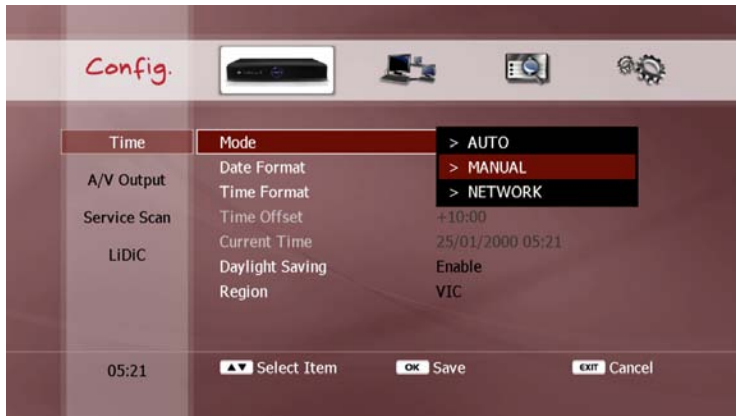 Config.
Time
A/V Output
Service Scan
LiDiC
Mode
> AUTO
Date Format
> MANUAL
Time Format
> NETWORK
Time Offset
+10:00
Current Time
25/01/2000 05:21
Daylight Saving
Enable
Region
VIC
05:21
▲▼ Select Item
OK Save
EXIT Cancel